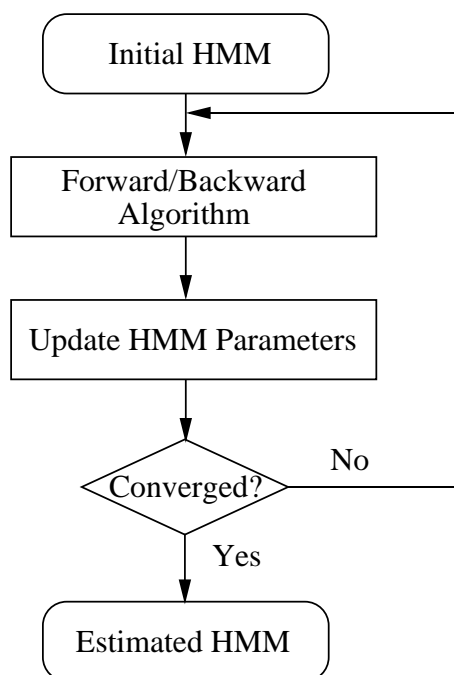 Initial HMM
Forward/Backward
Algorithm
Update HMM Parameters
Converged?
No
Yes
Estimated HMM